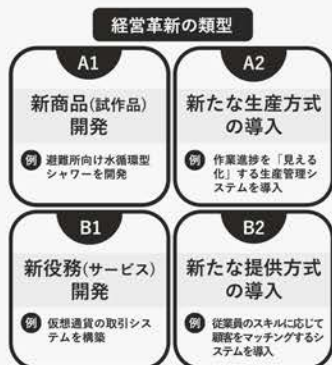 経営革新の類型
A1
新商品(試作品)
開発
例 避難所向け水循環型
シャワーを開発
A2
新たな生産方式
の導入
例 作業進捗を「見える
化」する生産管理シ
ステムを導入
B1
新役務(サービス)
開発
例 仮想通貨の取引シス
テムを構築
B2
新たな提供方式
の導入
例 従業員のスキルに応じて
顧客をマッチングするシ
ステムを導入